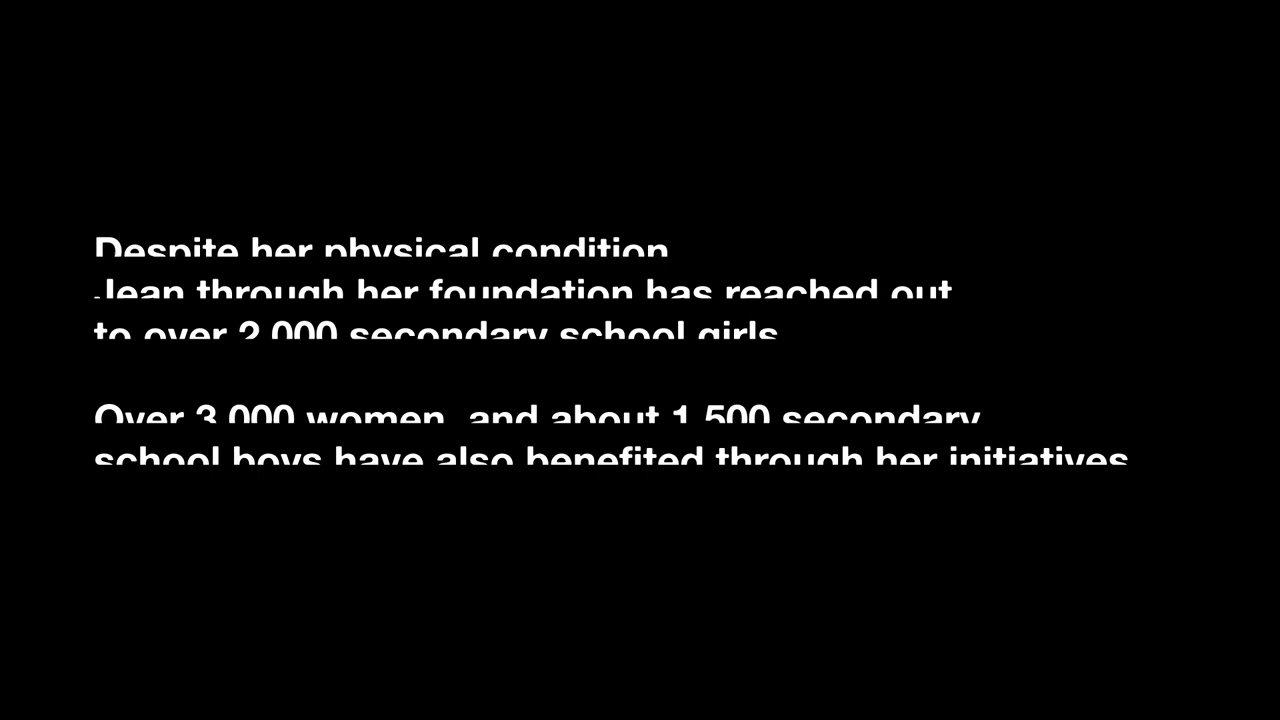 Despite her physical condition
Jean through her foundation has reached out
to over 2,000 secondary school girls
Over 3,000 women, and about 1,500 secondary
school boys have also benefited through her initiatives